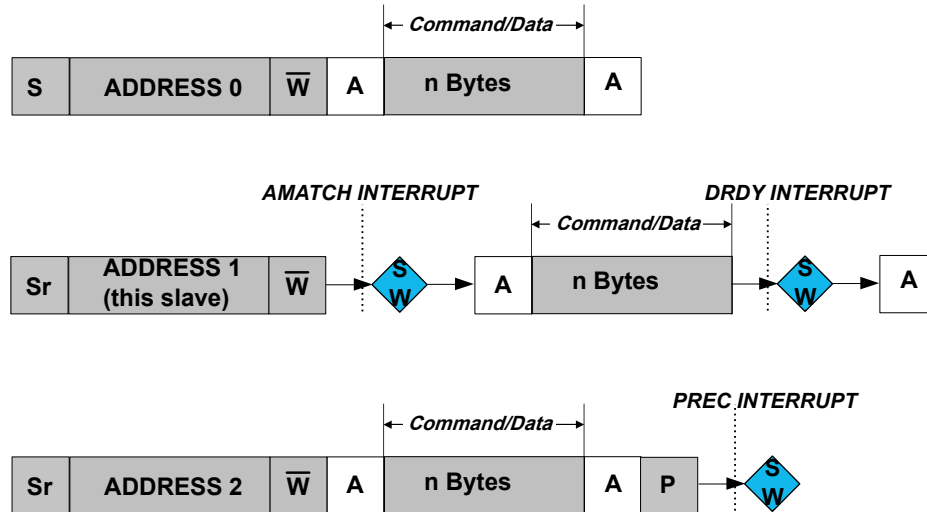 Command/Data
S ADDRESS 0 W̅ A n Bytes A
AMATCH INTERRUPT DRDY INTERRUPT
Command/Data
Sr ADDRESS 1 (this slave) W̅ S W A n Bytes S W A
PREC INTERRUPT
Command/Data
Sr ADDRESS 2 W̅ A n Bytes A P S W